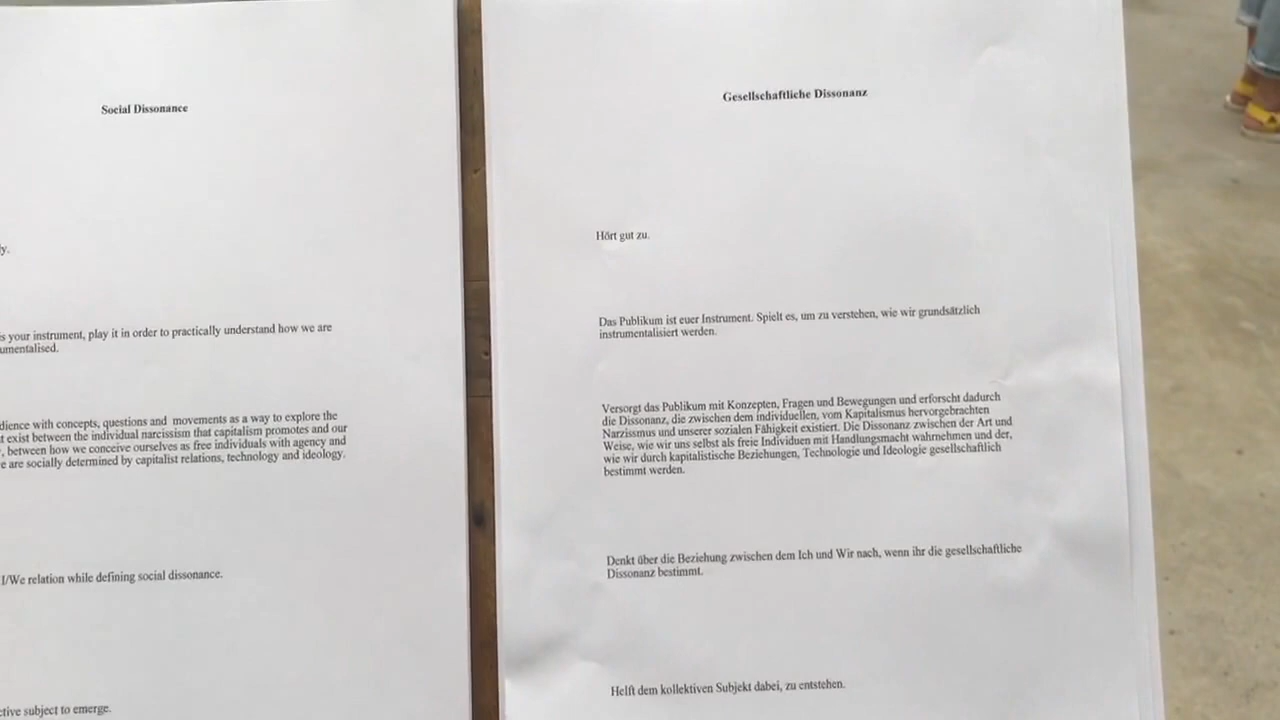 Social Dissonance
y.
s your instrument, play it in order to practically understand how we are
umentalised.
dience with concepts, questions and movements as a way to explore the
t exist between the individual narcissism that capitalism promotes and our
, between how we conceive ourselves as free individuals with agency and
e are socially determined by capitalist relations, technology and ideology.
I/We relation while defining social dissonance.
ctive subject to emerge.
Gesellschaftliche Dissonanz
Hört gut zu.
Das Publikum ist euer Instrument. Spielt es, um zu verstehen, wie wir grundsätzlich
instrumentalisiert werden.
Versorgt das Publikum mit Konzepten, Fragen und Bewegungen und erforscht dadurch
die Dissonanz, die zwischen dem individuellen, vom Kapitalismus hervorgebrachten
Narzissmus und unserer sozialen Fähigkeit existiert. Die Dissonanz zwischen der Art und
Weise, wie wir uns selbst als freie Individuen mit Handlungsmacht wahrnehmen und der,
wie wir durch kapitalistische Beziehungen, Technologie und Ideologie gesellschaftlich
bestimmt werden.
Denkt über die Beziehung zwischen dem Ich und Wir nach, wenn ihr die gesellschaftliche
Dissonanz bestimmt.
Helft dem kollektiven Subjekt dabei, zu entstehen.